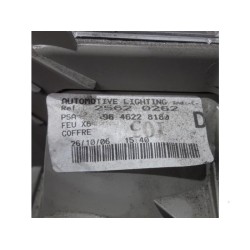 AUTOMOTIVE LIGHTING
Ref. 2562 0262
PSA 96 4622 8180
FEU X6
D
COFFRE
26/10/06 15:40